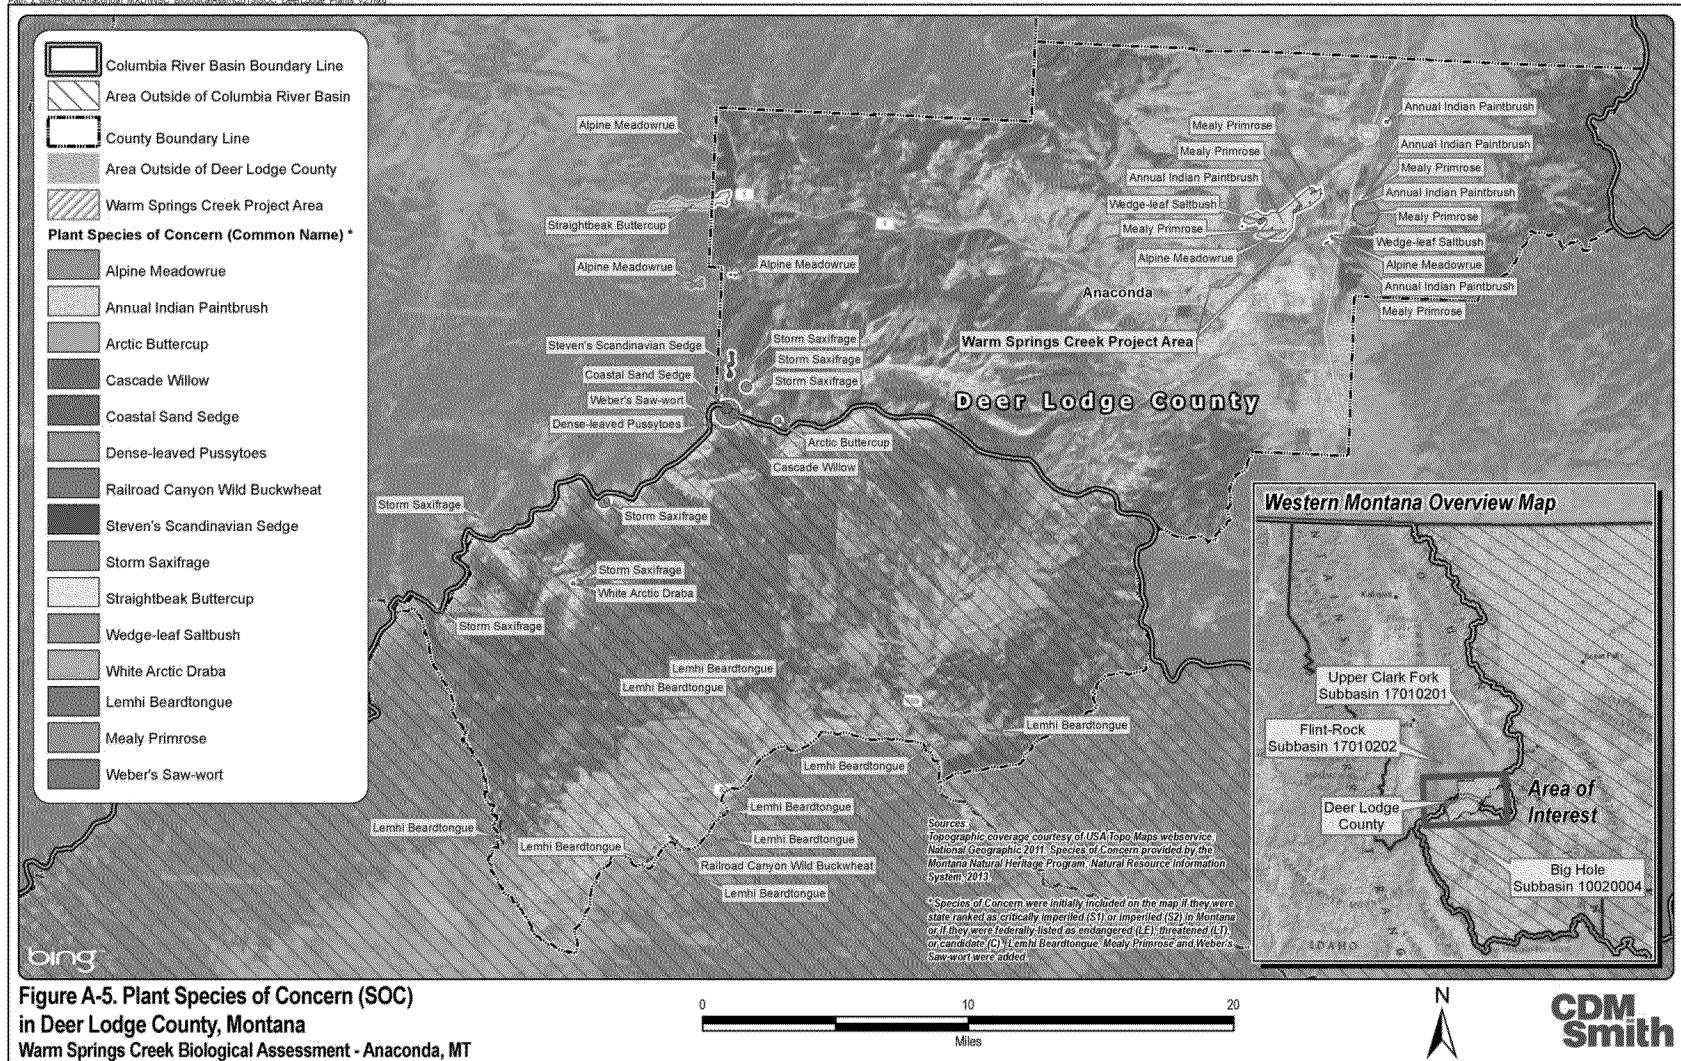 Columbia River Basin Boundary Line
Area Outside of Columbia River Basin
County Boundary Line
Area Outside of Deer Lodge County
Warm Springs Creek Project Area
Plant Species of Concern (Common Name) *
Alpine Meadowrue
Annual Indian Paintbrush
Arctic Buttercup
Cascade Willow
Coastal Sand Sedge
Dense-leaved Pussytoes
Railroad Canyon Wild Buckwheat
Steven's Scandinavian Sedge
Storm Saxifrage
Straightbeak Buttercup
Wedge-leaf Saltbush
White Arctic Draba
Lemhi Beardtongue
Mealy Primrose
Weber's Saw-wort
Alpine Meadowrue
Straightbeak Buttercup
Alpine Meadowrue
Alpine Meadowrue
1
Steven's Scandinavian Sedge
Coastal Sand Sedge
Weber's Saw-wort
Dense-leaved Pussytoes
Storm Saxifrage
Storm Saxifrage
Storm Saxifrage
Arctic Buttercup
Cascade Willow
Annual Indian Paintbrush
Mealy Primrose
Mealy Primrose
Annual Indian Paintbrush
Wedge-leaf Saltbush
Mealy Primrose
Alpine Meadowrue
Annual Indian Paintbrush
Mealy Primrose
Annual Indian Paintbrush
Mealy Primrose
Wedge-leaf Saltbush
Alpine Meadowrue
Annual Indian Paintbrush
Mealy Primrose
Anaconda
Warm Springs Creek Project Area
Deer Lodge County
Storm Saxifrage
Storm Saxifrage
Storm Saxifrage
White Arctic Draba
Storm Saxifrage
Lemhi Beardtongue
Lemhi Beardtongue
Lemhi Beardtongue
Lemhi Beardtongue
Lemhi Beardtongue
Lemhi Beardtongue
Lemhi Beardtongue
Lemhi Beardtongue
Railroad Canyon Wild Buckwheat
Lemhi Beardtongue
Sources:
Topographic coverage courtesy of USA Topo Maps webservice,
National Geographic 2011. Species of Concern provided by the
Montana Natural Heritage Program, Natural Resource Information
System, 2013.
* Species of Concern were initially included on the map if they were
state ranked as critically imperiled (S1) or imperiled (S2) in Montana
or if they were federally listed as endangered (LE), threatened (LT),
or candidate (C). Lemhi Beardtongue, Mealy Primrose and Weber's
Saw-wort were added.
Western Montana Overview Map
Upper Clark Fork
Subbasin 17010201
Flint-Rock
Subbasin 17010202
Deer Lodge
County
Area of
Interest
Big Hole
Subbasin 10020004
IDAHO
bing
Figure A-5. Plant Species of Concern (SOC)
in Deer Lodge County, Montana
Warm Springs Creek Biological Assessment - Anaconda, MT
0 10 20
Miles
N
CDM
Smith